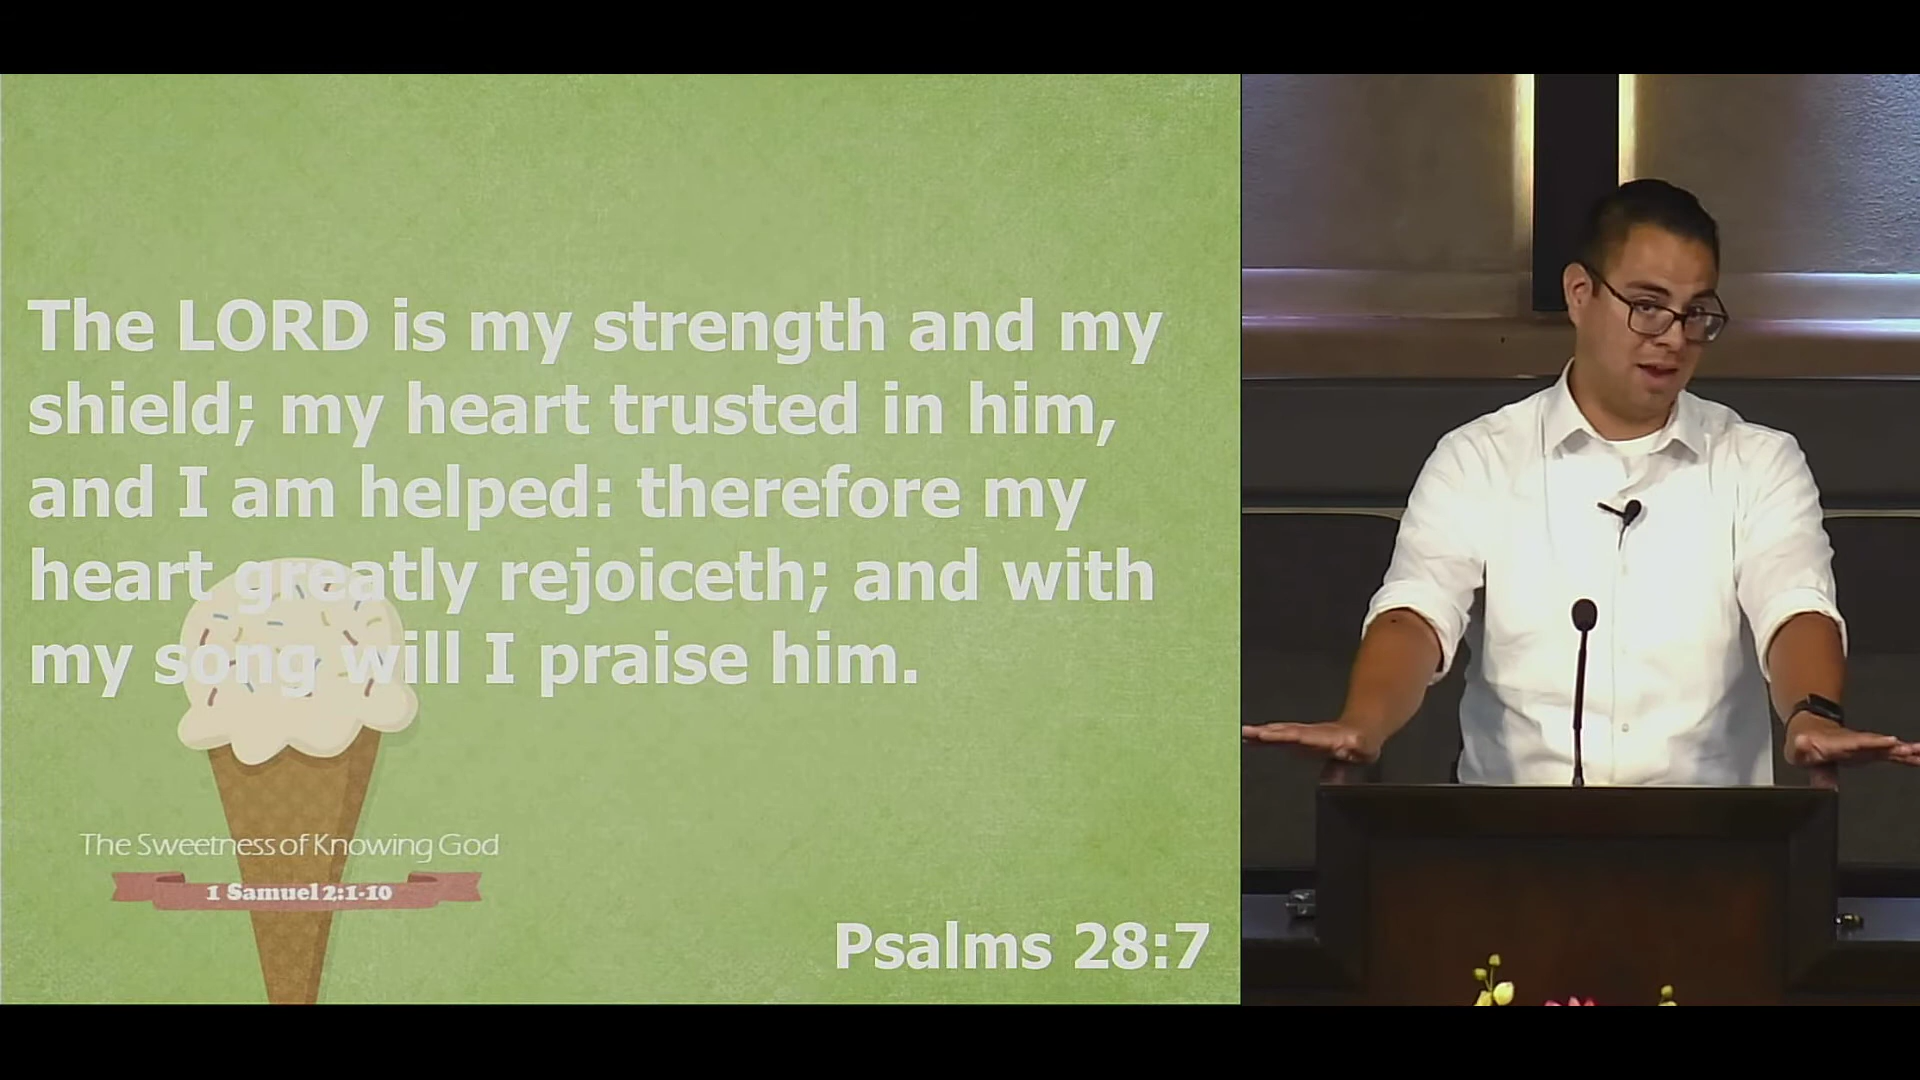 The LORD is my strength and my
shield; my heart trusted in him,
and I am helped: therefore my
heart greatly rejoiceth; and with
my song will I praise him.
The Sweetness of Knowing God
1 Samuel 2:1-10
Psalms 28:7